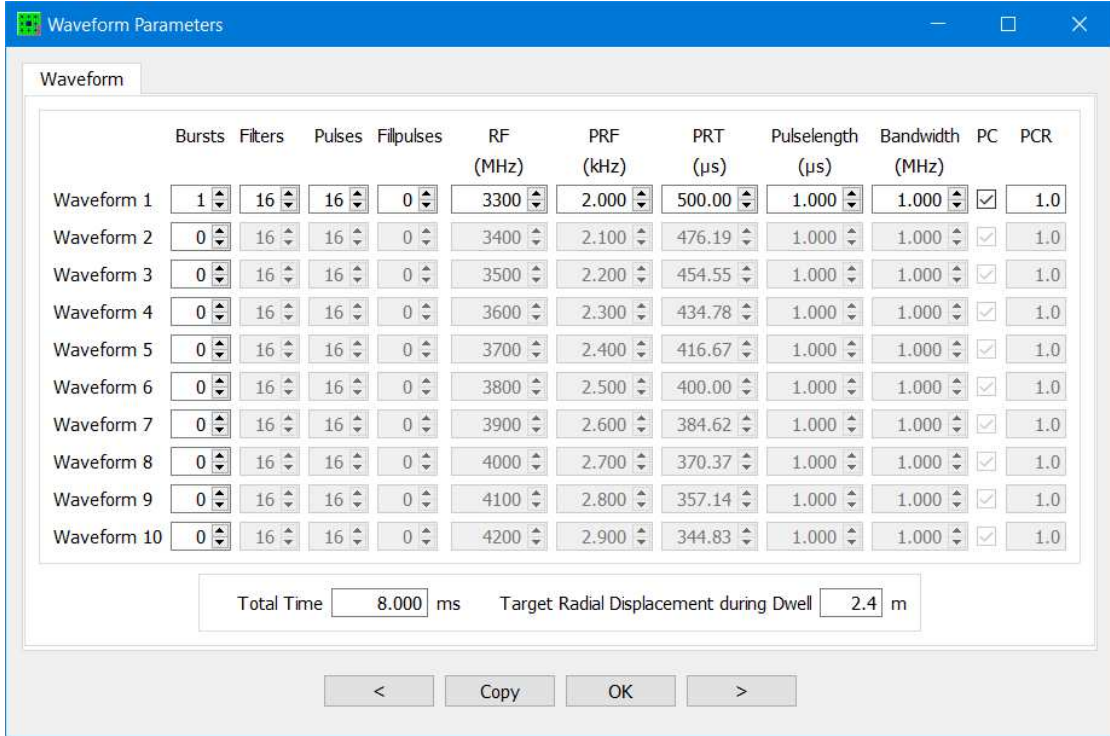 Waveform Parameters
Waveform
Bursts Filters Pulses Fillpulses RF PRF PRT Pulselength Bandwidth PC PCR
(MHz) (kHz) (µs) (µs) (MHz)
Waveform 1 1 16 16 0 3300 2.000 500.00 1.000 1.000 1.0
Waveform 2 0 16 16 0 3400 2.100 476.19 1.000 1.000 1.0
Waveform 3 0 16 16 0 3500 2.200 454.55 1.000 1.000 1.0
Waveform 4 0 16 16 0 3600 2.300 434.78 1.000 1.000 1.0
Waveform 5 0 16 16 0 3700 2.400 416.67 1.000 1.000 1.0
Waveform 6 0 16 16 0 3800 2.500 400.00 1.000 1.000 1.0
Waveform 7 0 16 16 0 3900 2.600 384.62 1.000 1.000 1.0
Waveform 8 0 16 16 0 4000 2.700 370.37 1.000 1.000 1.0
Waveform 9 0 16 16 0 4100 2.800 357.14 1.000 1.000 1.0
Waveform 10 0 16 16 0 4200 2.900 344.83 1.000 1.000 1.0
Total Time 8.000 ms Target Radial Displacement during Dwell 2.4 m
< Copy OK >